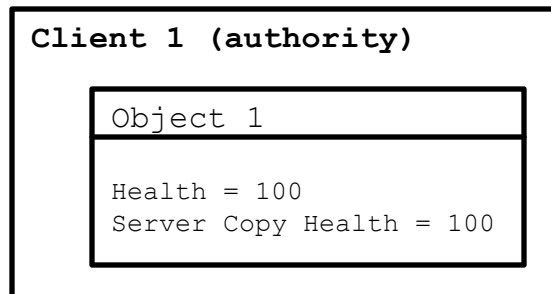 Client 1 (authority)
Object 1
Health = 100
Server Copy Health = 100